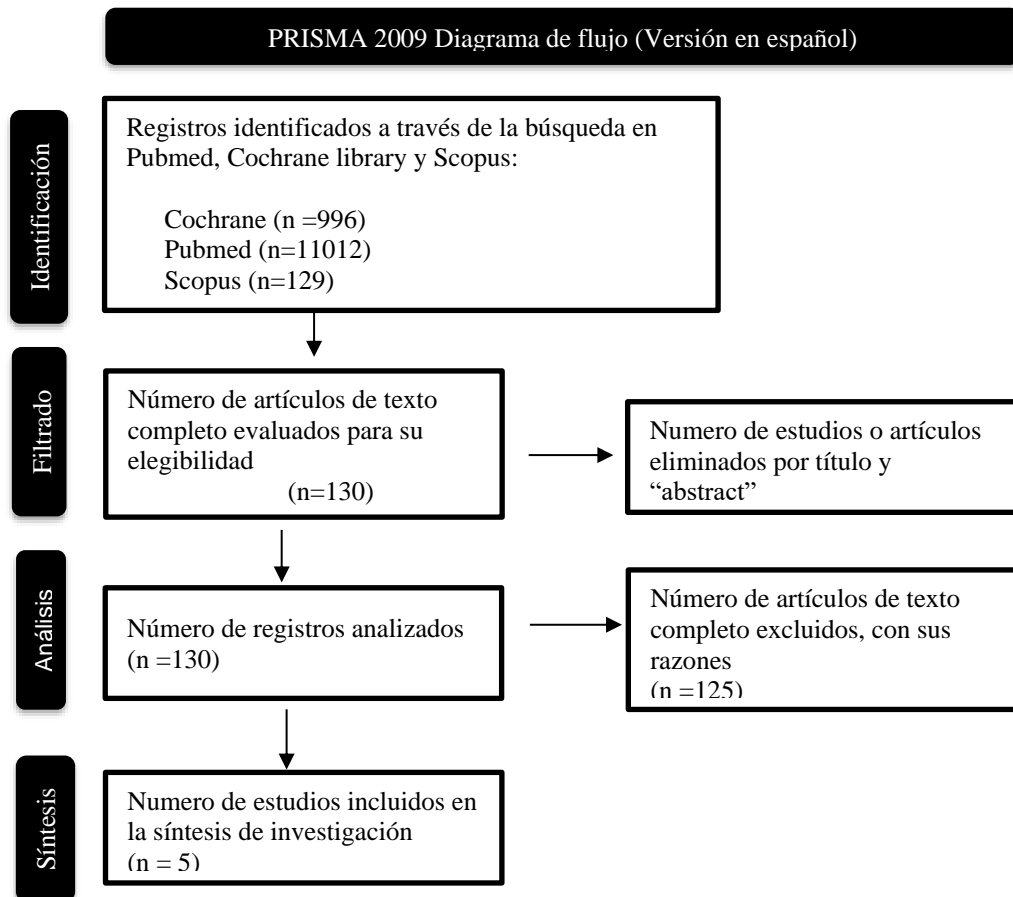 PRISMA 2009 Diagrama de flujo (Versión en español)
Identificación
Registros identificados a través de la búsqueda en
Pubmed, Cochrane library y Scopus:
Cochrane (n =996)
Pubmed (n=11012)
Scopus (n=129)
Filtrado
Número de artículos de texto
completo evaluados para su
elegibilidad
(n=130)
Numero de estudios o artículos
eliminados por título y
“abstract”
Análisis
Número de registros analizados
(n =130)
Número de artículos de texto
completo excluidos, con sus
razones
(n =125)
Síntesis
Numero de estudios incluidos en
la síntesis de investigación
(n = 5)